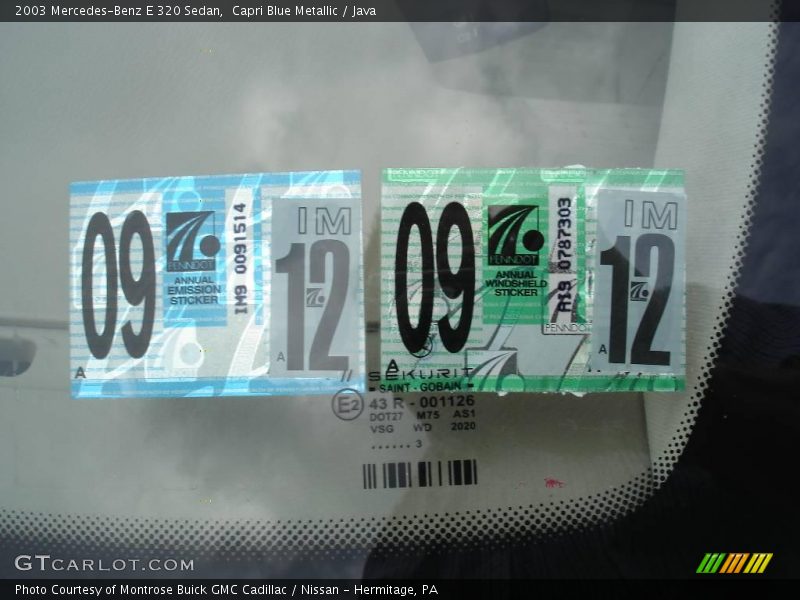 2003 Mercedes-Benz E 320 Sedan,  Capri Blue Metallic / Java
09
PENNDOT
ANNUAL
EMISSION
STICKER
IM9 0091514
IM
12
A
A
09
PENNDOT
ANNUAL
WINDSHIELD
STICKER
AI9 0787303
PENNDOT
IM
12
A
A
SEKURIT
SAINT - GOBAIN
E2
43 R - 001126
DOT27 M75 AS1
VSG WD 2020
...... 3
GTCARLOT.COM
Photo Courtesy of Montrose Buick GMC Cadillac / Nissan - Hermitage, PA